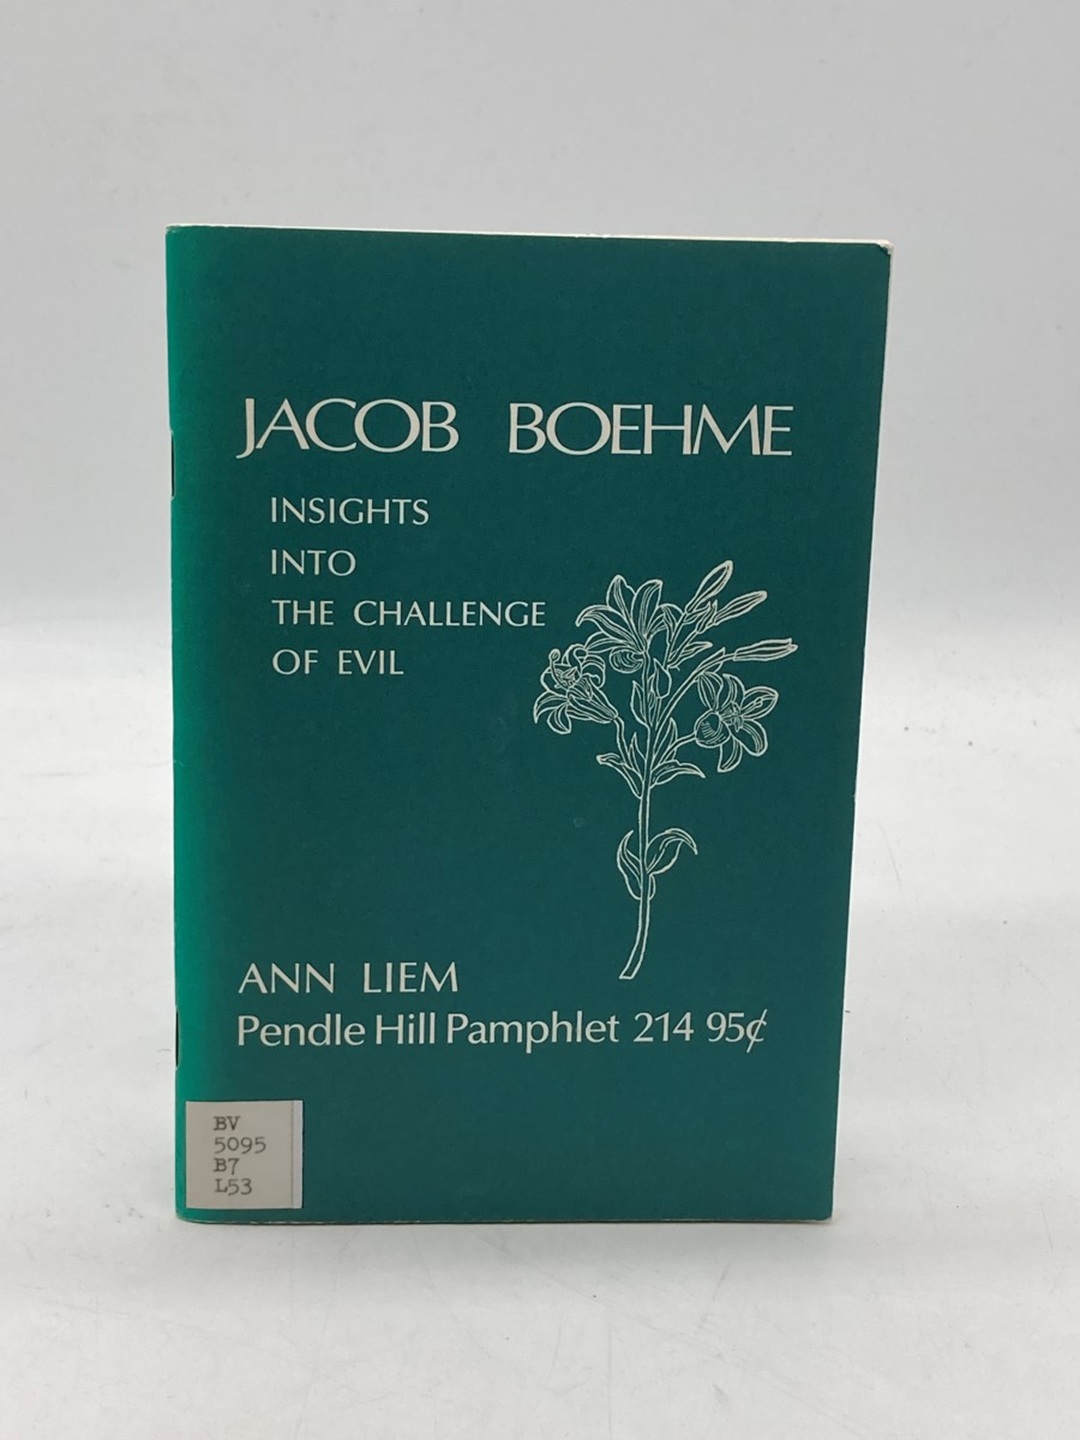 JACOB BOEHME
INSIGHTS
INTO
THE CHALLENGE
OF EVIL
ANN LIEM
Pendle Hill Pamphlet 214 95¢
BV
5095
B7
L53